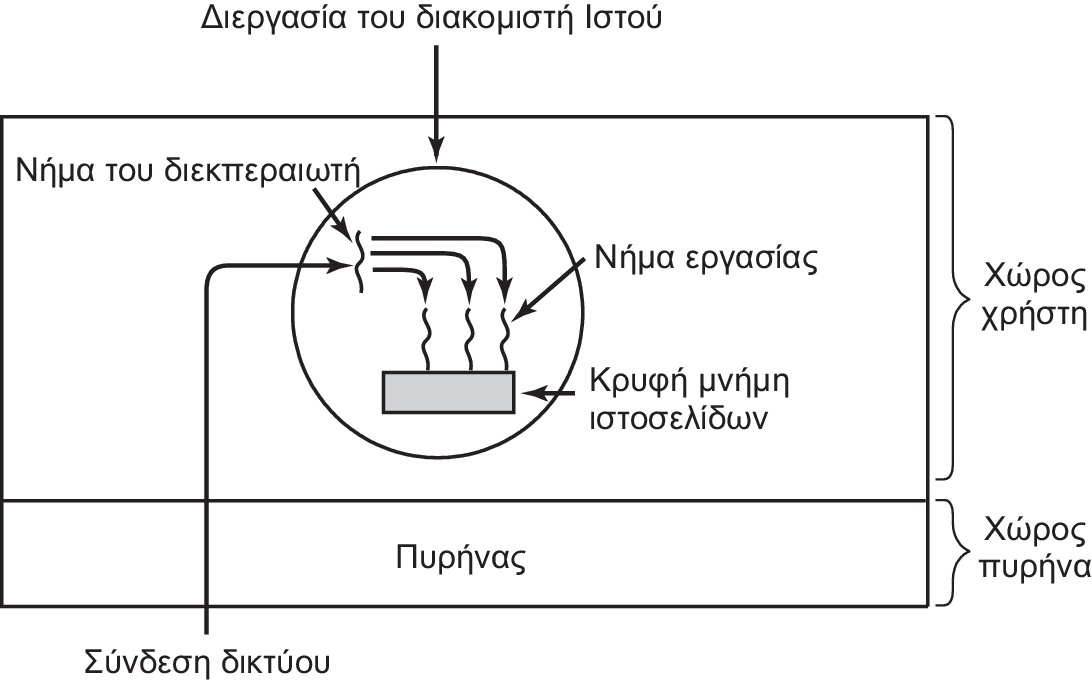 Διεργασία του διακομιστή Ιστού
Νήμα του διεκπεραιωτή
Νήμα εργασίας
Χώρος
χρήστη
Κρυφή μνήμη
ιστοσελίδων
Πυρήνας
Χώρος
πυρήνα
Σύνδεση δικτύου